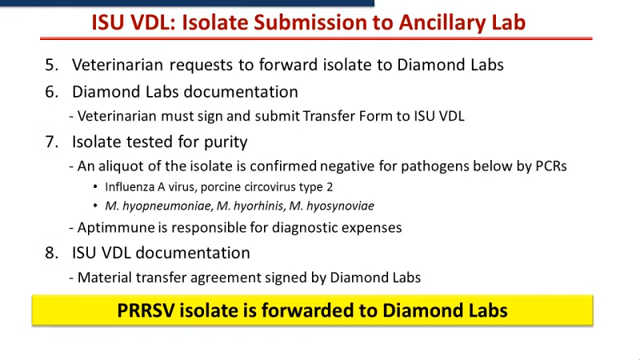 ISU VDL: Isolate Submission to Ancillary Lab
5. Veterinarian requests to forward isolate to Diamond Labs
6. Diamond Labs documentation
- Veterinarian must sign and submit Transfer Form to ISU VDL
7. Isolate tested for purity
- An aliquot of the isolate is confirmed negative for pathogens below by PCRs
• Influenza A virus, porcine circovirus type 2
• M. hyopneumoniae, M. hyorhinis, M. hyosynoviae
- Aptimmune is responsible for diagnostic expenses
8. ISU VDL documentation
- Material transfer agreement signed by Diamond Labs
PRRSV isolate is forwarded to Diamond Labs